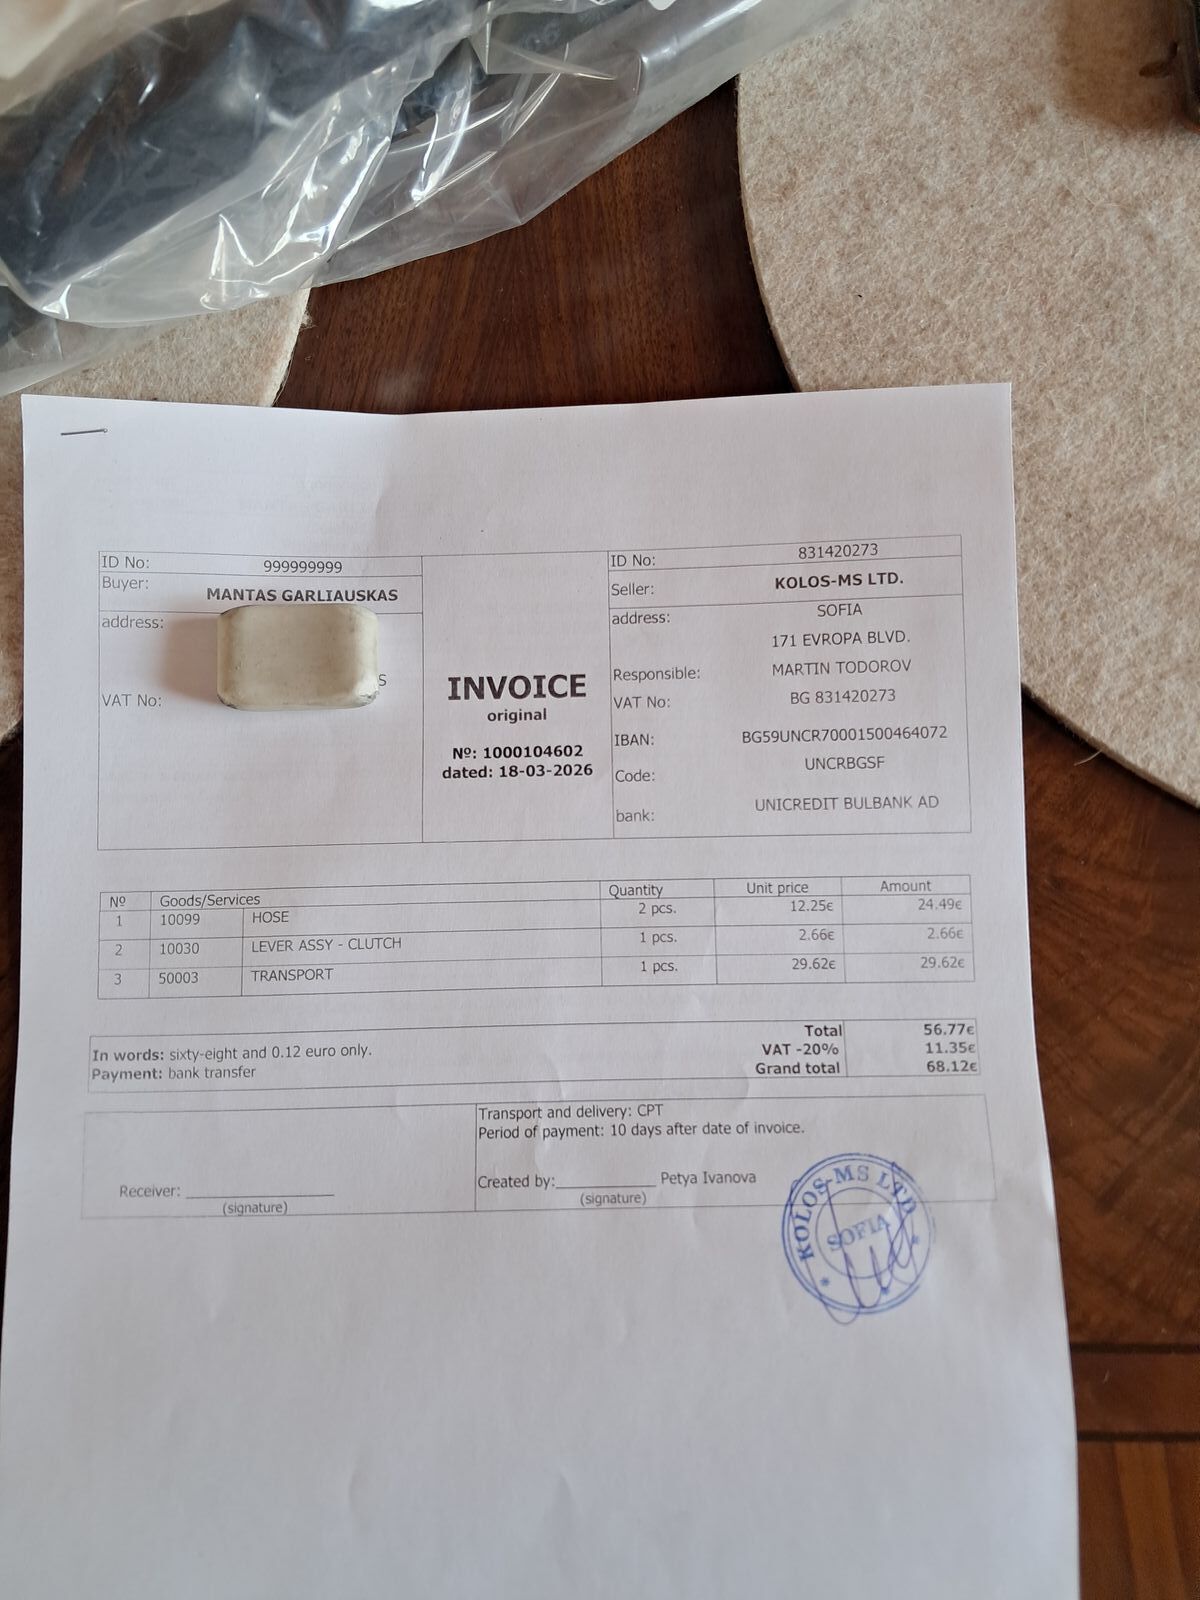 ID No: 999999999
Buyer: MANTAS GARLIAUSKAS
address:
S
VAT No:
INVOICE
original
Nº: 1000104602
dated: 18-03-2026
ID No: 831420273
Seller: KOLOS-MS LTD.
address: SOFIA
171 EVROPA BLVD.
Responsible: MARTIN TODOROV
VAT No: BG 831420273
IBAN: BG59UNCR70001500464072
Code: UNCRBGSF
bank: UNICREDIT BULBANK AD
Nº Goods/Services Quantity Unit price Amount
1 10099 HOSE 2 pcs. 12.25€ 24.49€
2 10030 LEVER ASSY - CLUTCH 1 pcs. 2.66€ 2.66€
3 50003 TRANSPORT 1 pcs. 29.62€ 29.62€
Total 56.77€
In words: sixty-eight and 0.12 euro only. VAT -20% 11.35€
Payment: bank transfer Grand total 68.12€
Transport and delivery: CPT
Period of payment: 10 days after date of invoice.
Receiver: ____________
(signature)
Created by:____________ Petya Ivanova
(signature)
KOLOS-MS LTD.
SOFIA